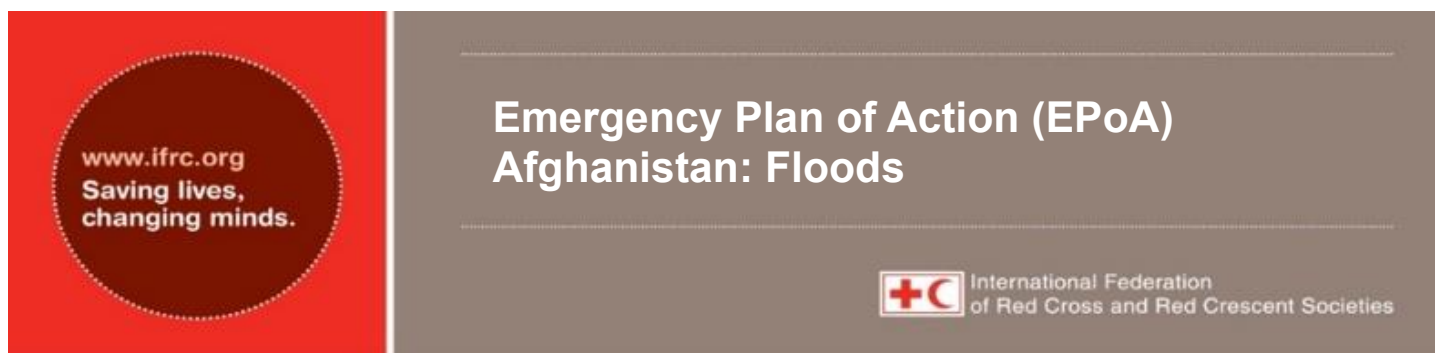 www.ifrc.org
Saving lives,
changing minds.
Emergency Plan of Action (EPoA)
Afghanistan: Floods
International Federation
of Red Cross and Red Crescent Societies